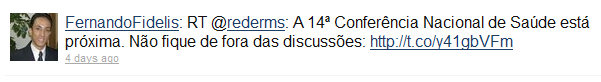 FernandoFidelis: RT @rederms: A 14ª Conferência Nacional de Saúde está
próxima. Não fique de fora das discussões: http://t.co/y41gbVFm
4 days ago